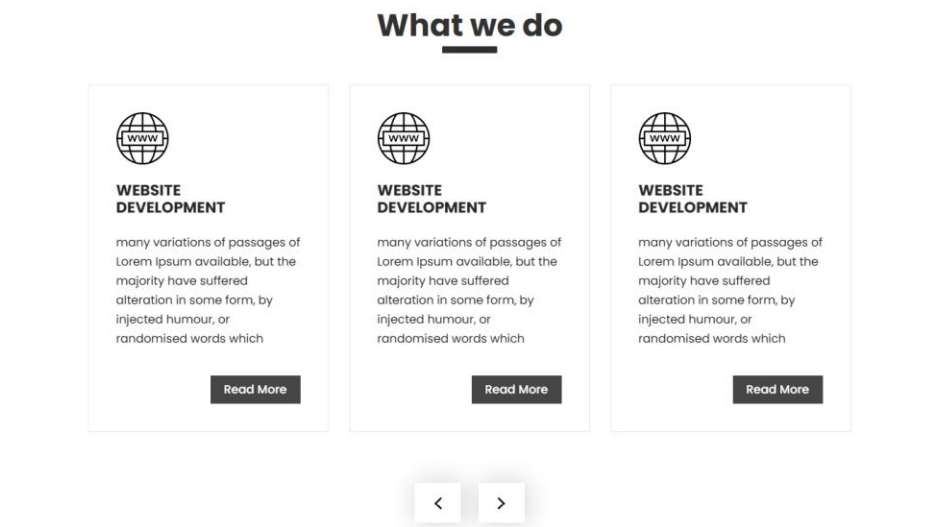 What we do
WWW
WEBSITE
DEVELOPMENT
many variations of passages of
Lorem Ipsum available, but the
majority have suffered
alteration in some form, by
injected humour, or
randomised words which
Read More
WWW
WEBSITE
DEVELOPMENT
many variations of passages of
Lorem Ipsum available, but the
majority have suffered
alteration in some form, by
injected humour, or
randomised words which
Read More
WWW
WEBSITE
DEVELOPMENT
many variations of passages of
Lorem Ipsum available, but the
majority have suffered
alteration in some form, by
injected humour, or
randomised words which
Read More